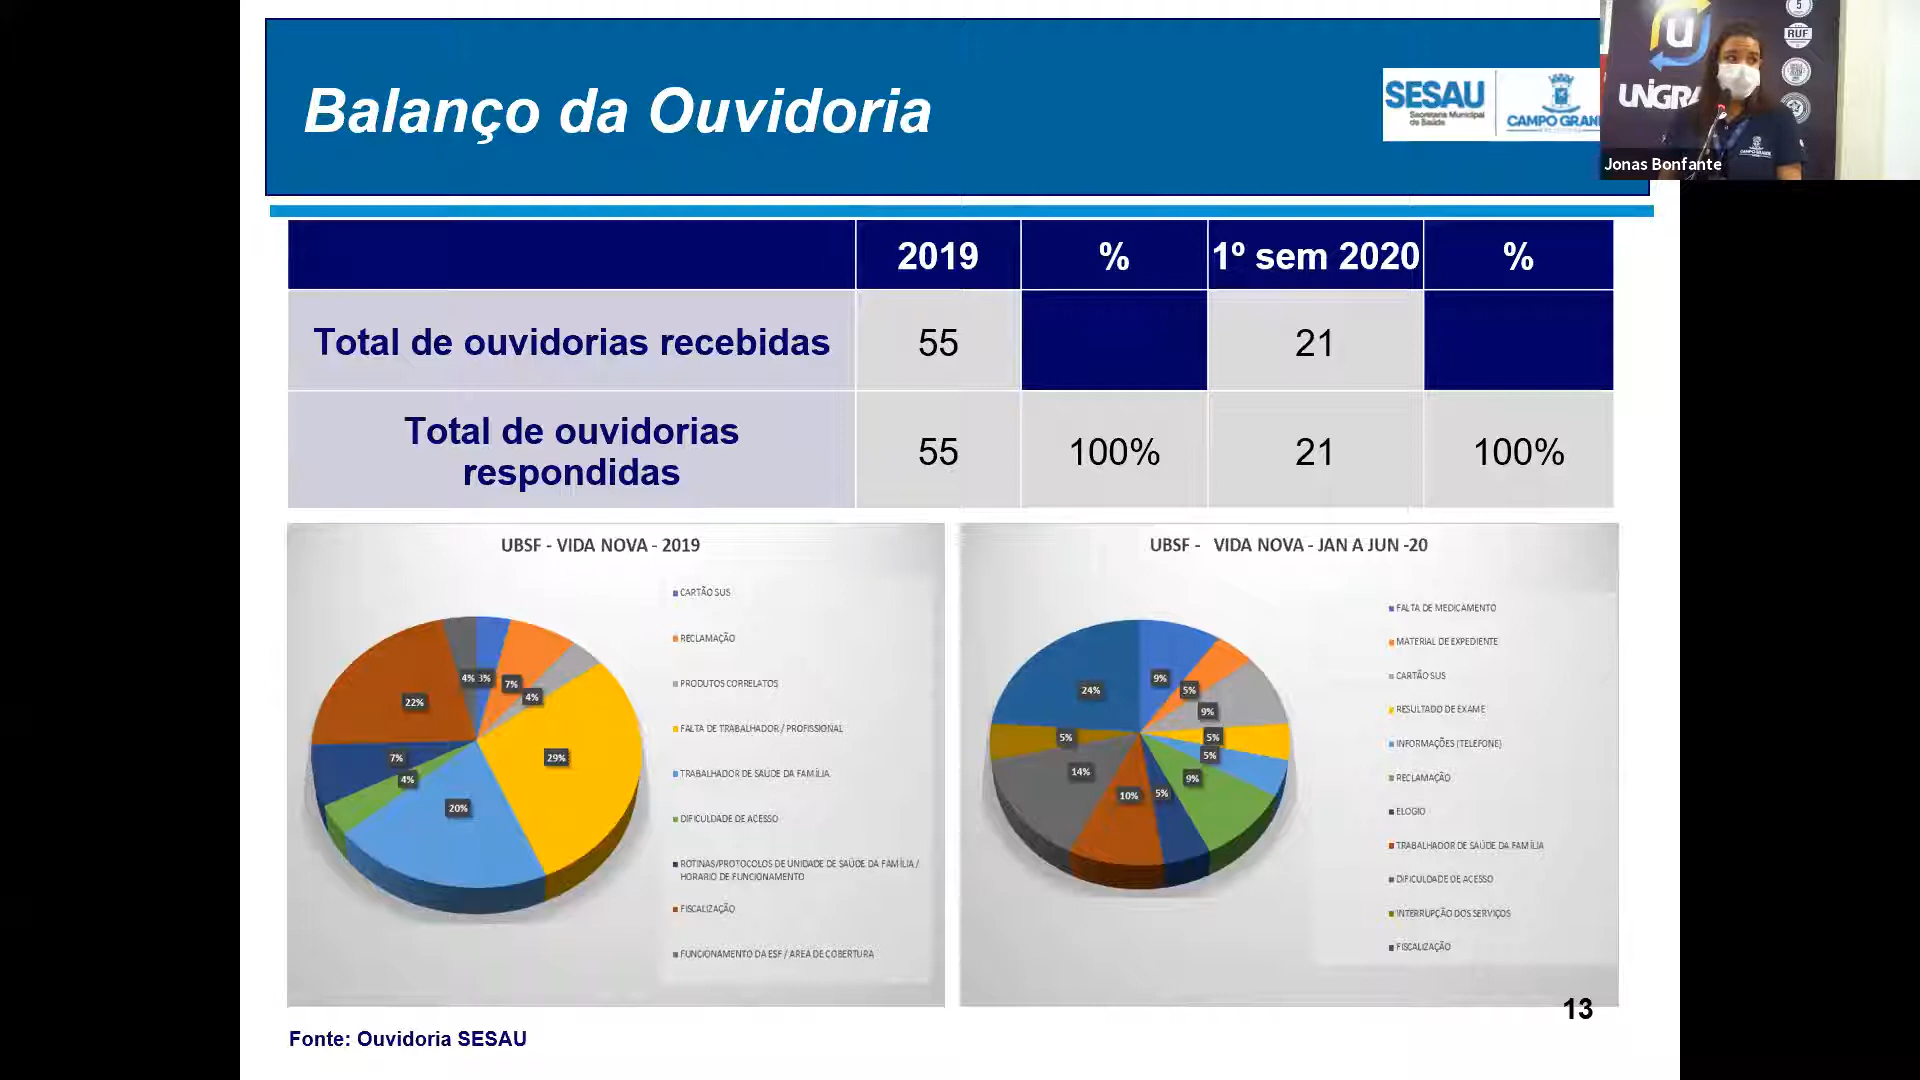 Balanço da Ouvidoria
SESAU
Secretaria Municipal
de Saúde
CAMPO GRAN
5
RUF
u
UNIGRA
CAMPO GRANDE
Jonas Bonfante
2019 % 1º sem 2020 %
Total de ouvidorias recebidas 55 21
Total de ouvidorias
respondidas
55 100% 21 100%
UBSF - VIDA NOVA - 2019
4% 3% 7% 4%
22%
29%
7%
4%
20%
CARTÃO SUS
RECLAMAÇÃO
PRODUTOS CORRELATOS
FALTA DE TRABALHADOR / PROFISSIONAL
TRABALHADOR DE SAÚDE DA FAMÍLIA
DIFICULDADE DE ACESSO
ROTINAS/PROTOCOLOS DE UNIDADE DE SAÚDE DA FAMÍLIA /
HORARIO DE FUNCIONAMENTO
FISCALIZAÇÃO
FUNCIONAMENTO DA ESF / AREA DE COBERTURA
UBSF - VIDA NOVA - JAN A JUN -20
9%
24% 5%
9%
5% 5%
5%
14% 9%
10% 5%
FALTA DE MEDICAMENTO
MATERIAL DE EXPEDIENTE
CARTÃO SUS
RESULTADO DE EXAME
INFORMAÇÕES (TELEFONE)
RECLAMAÇÃO
ELOGIO
TRABALHADOR DE SAÚDE DA FAMÍLIA
DIFICULDADE DE ACESSO
INTERRUPÇÃO DOS SERVIÇOS
FISCALIZAÇÃO
13
Fonte: Ouvidoria SESAU